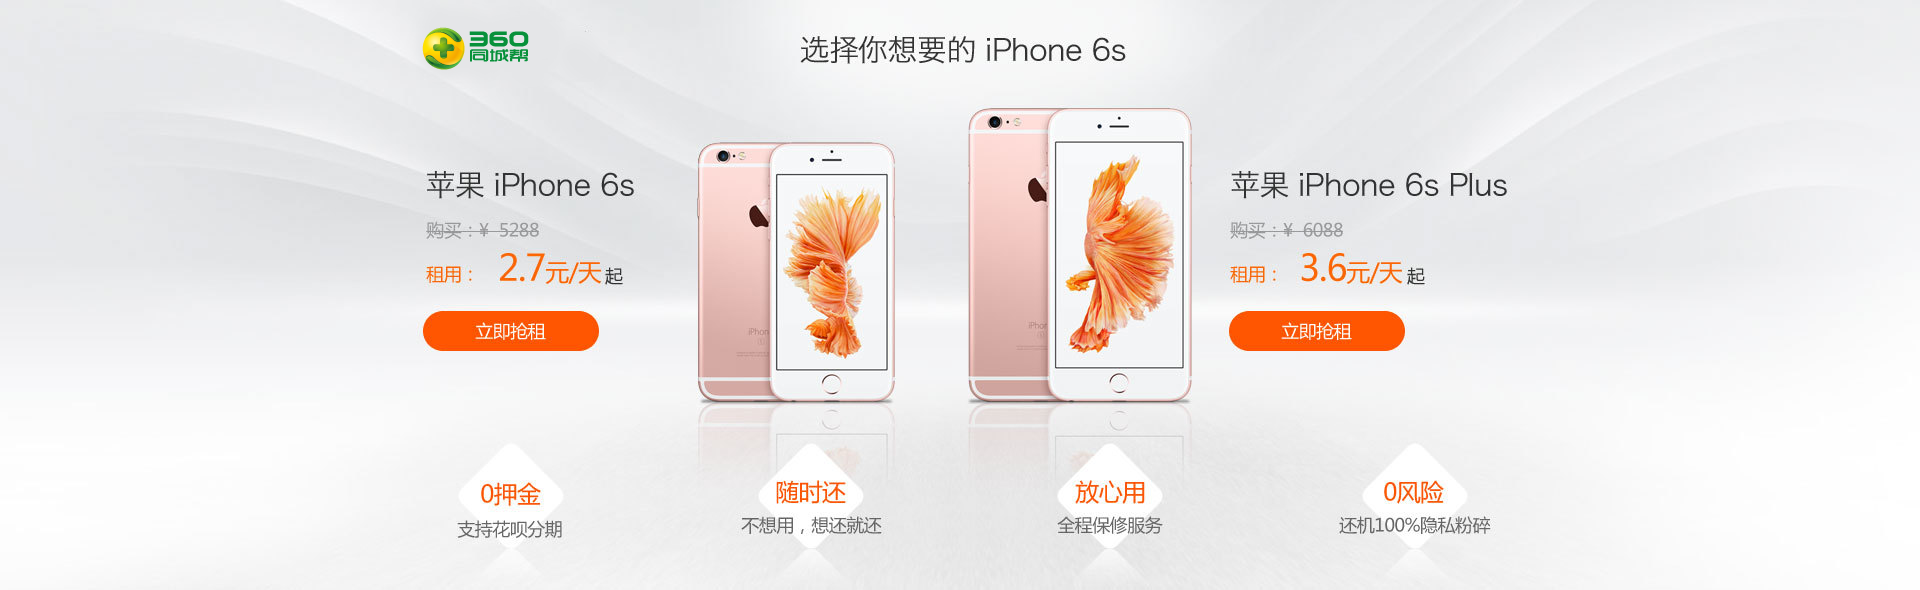 360
同城帮
选择你想要的 iPhone 6s
苹果 iPhone 6s
购买：¥ 5288
租用： 2.7元/天 起
立即抢租
iPhon
苹果 iPhone 6s Plus
购买：¥ 6088
租用： 3.6元/天 起
立即抢租
iPhon
0押金
支持花呗分期
随时还
不想用，想还就还
放心用
全程保修服务
0风险
还机100%隐私粉碎